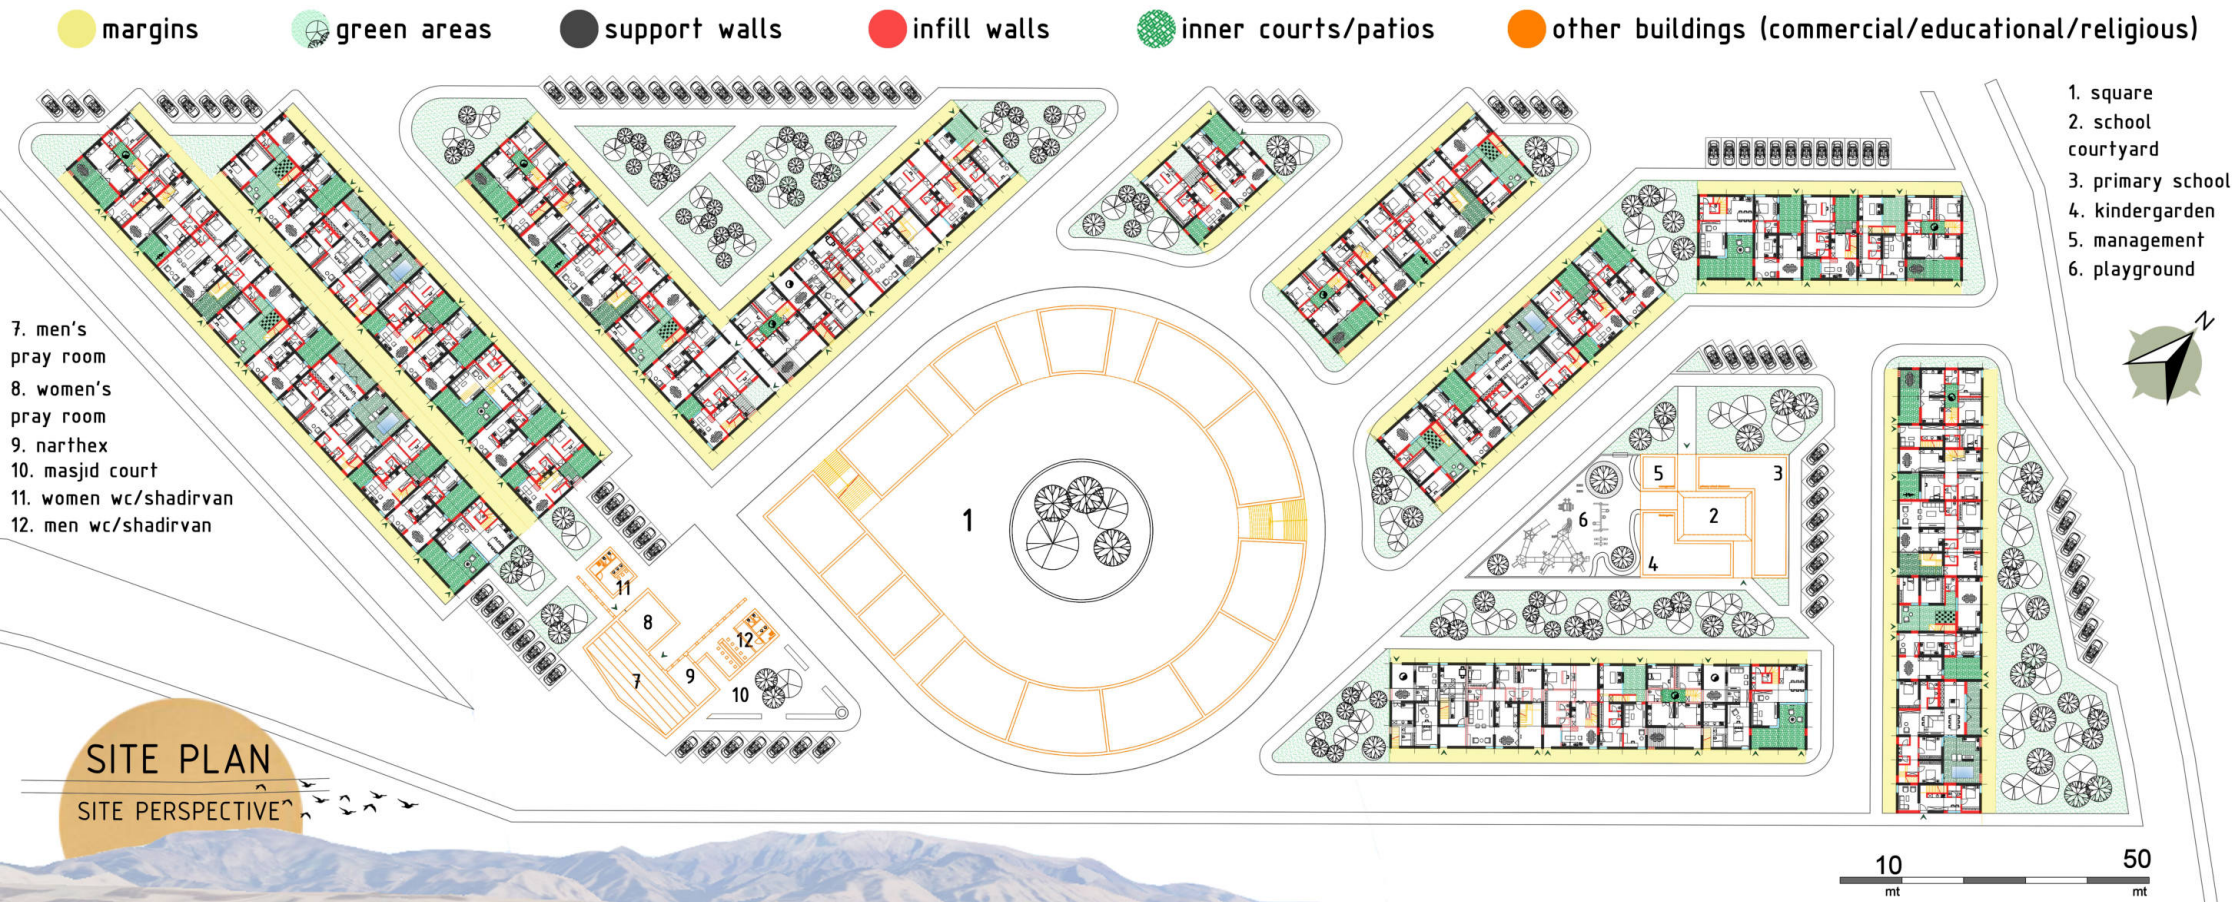 margins
green areas
support walls
infill walls
inner courts/patios
other buildings (commercial/educational/religious)
1. square
2. school
courtyard
3. primary school
4. kindergarden
5. management
6. playground
N
7. men's
pray room
8. women's
pray room
9. narthex
10. masjid court
11. women wc/shadirvan
12. men wc/shadirvan
1
2
3
4
5
6
7
8
9
10
11
12
SITE PLAN
SITE PERSPECTIVE
10
50
mt
mt